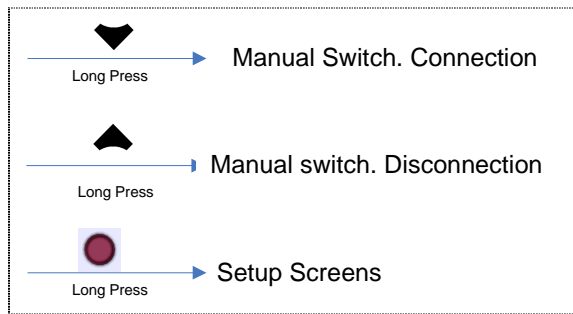 Manual Switch. Connection
Long Press
Manual switch. Disconnection
Long Press
Setup Screens
Long Press